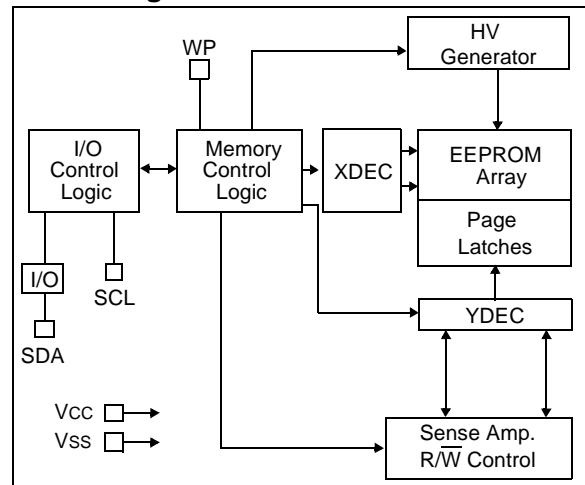 HV
Generator
WP
I/O
Control
Logic
Memory
Control
Logic
XDEC
EEPROM
Array
Page
Latches
I/O
SCL
SDA
YDEC
Vcc
Vss
Sense Amp.
R/W̅ Control